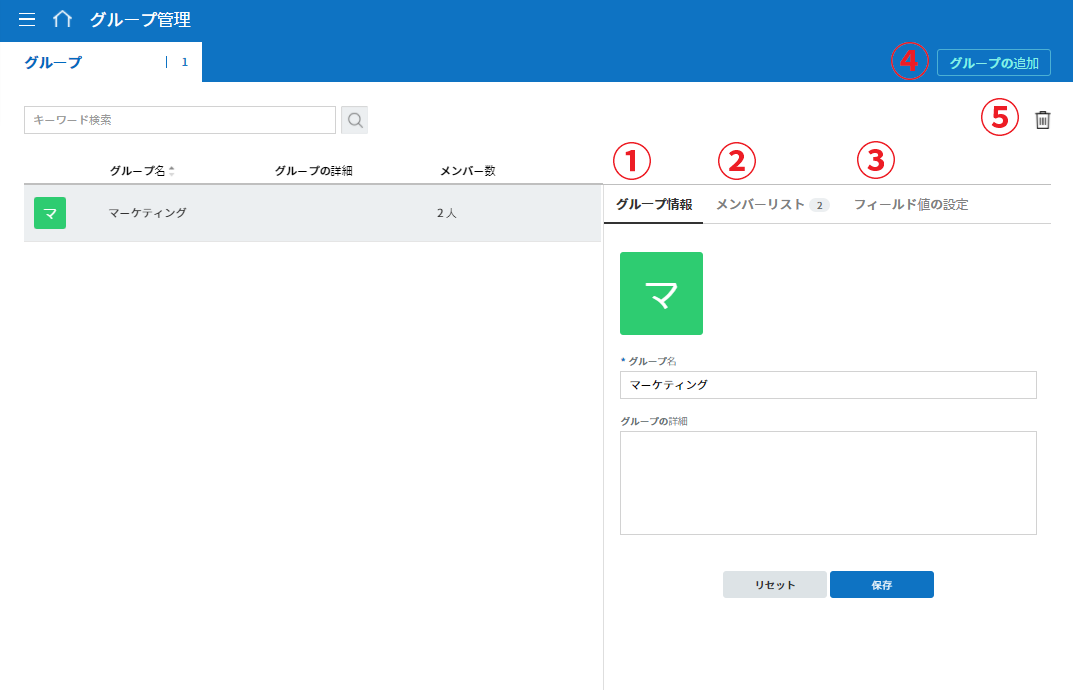 グループ管理
グループ 1
④ グループの追加
キーワード検索
⑤
① ② ③
グループ名 グループの詳細 メンバー数
マ マーケティング 2 人
グループ情報 メンバーリスト 2 フィールド値の設定
マ
* グループ名
マーケティング
グループの詳細
リセット 保存